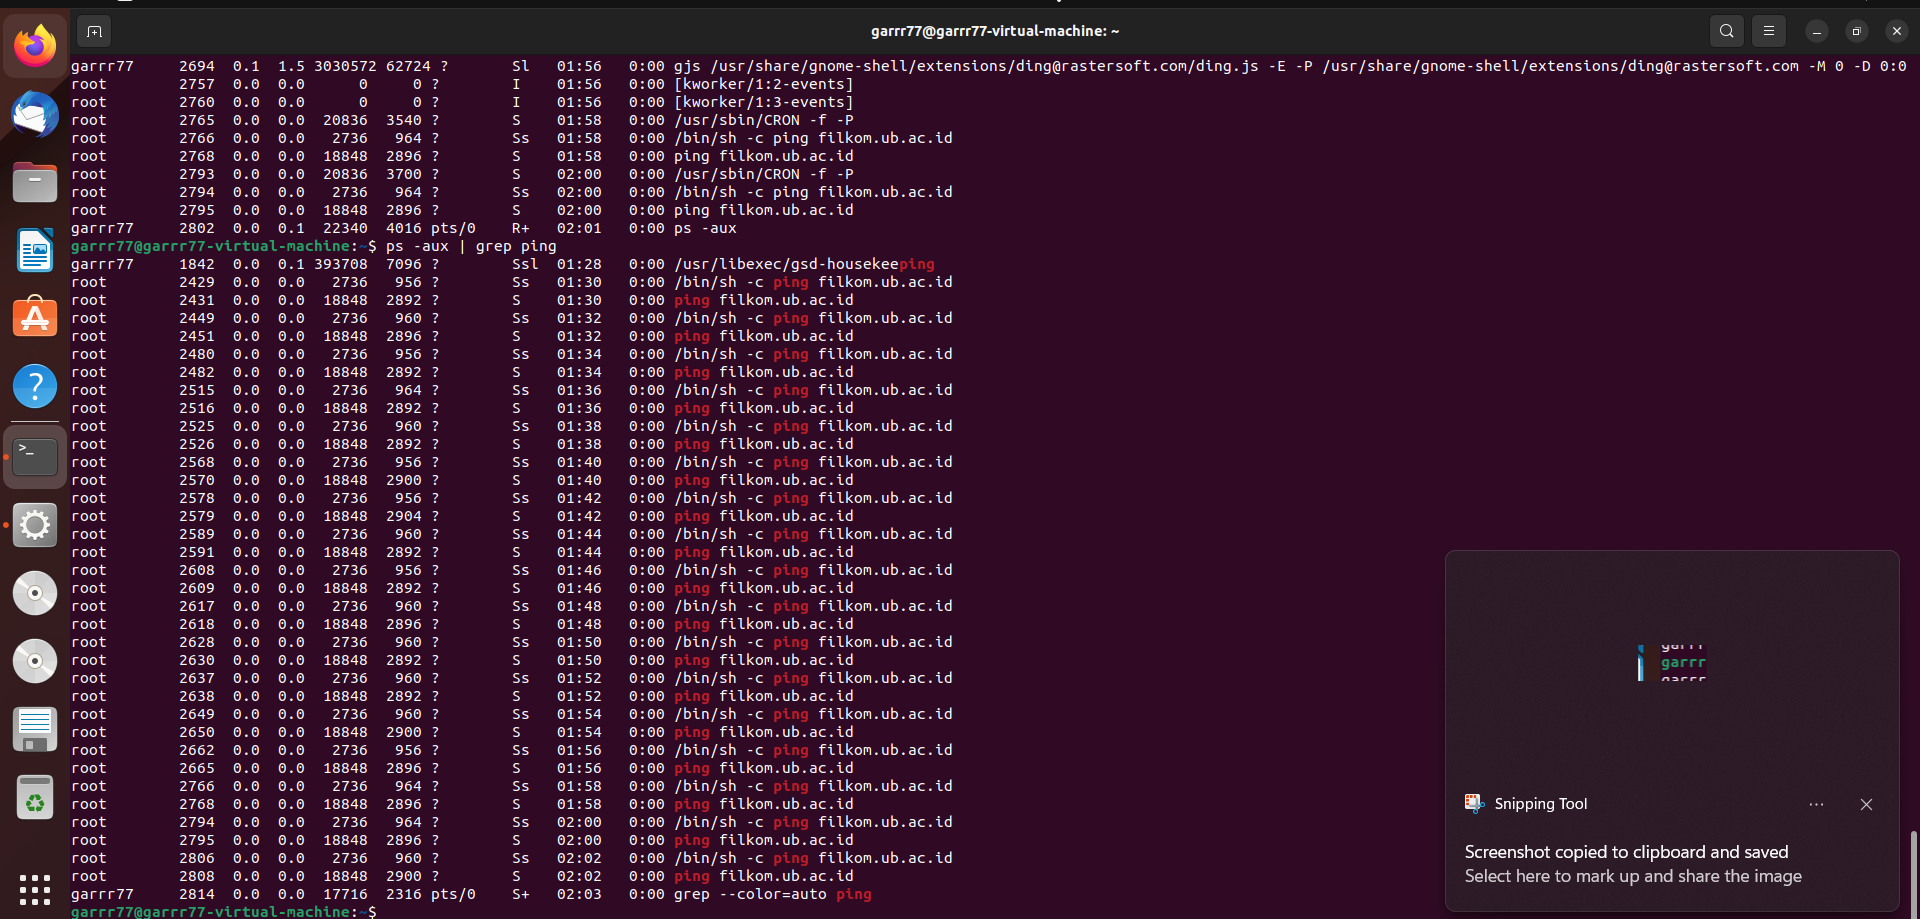 garrr77@garrr77-virtual-machine: ~
garrr77     2694  0.1  1.5 3030572 62724 ?       Sl   01:56   0:00 gjs /usr/share/gnome-shell/extensions/ding@rastersoft.com/ding.js -E -P /usr/share/gnome-shell/extensions/ding@rastersoft.com -M 0 -D 0:0
root        2757  0.0  0.0      0     0 ?        I    01:56   0:00 [kworker/1:2-events]
root        2760  0.0  0.0      0     0 ?        I    01:56   0:00 [kworker/1:3-events]
root        2765  0.0  0.0  20836  3540 ?        S    01:58   0:00 /usr/sbin/CRON -f -P
root        2766  0.0  0.0   2736   964 ?        Ss   01:58   0:00 /bin/sh -c ping filkom.ub.ac.id
root        2768  0.0  0.0  18848  2896 ?        S    01:58   0:00 ping filkom.ub.ac.id
root        2793  0.0  0.0  20836  3700 ?        S    02:00   0:00 /usr/sbin/CRON -f -P
root        2794  0.0  0.0   2736   964 ?        Ss   02:00   0:00 /bin/sh -c ping filkom.ub.ac.id
root        2795  0.0  0.0  18848  2896 ?        S    02:00   0:00 ping filkom.ub.ac.id
garrr77     2802  0.0  0.1  22340  4016 pts/0    R+   02:01   0:00 ps -aux
garrr77@garrr77-virtual-machine:~$ ps -aux | grep ping
garrr77     1842  0.0  0.1 393708  7096 ?        Ssl  01:28   0:00 /usr/libexec/gsd-housekeeping
root        2429  0.0  0.0   2736   956 ?        Ss   01:30   0:00 /bin/sh -c ping filkom.ub.ac.id
root        2431  0.0  0.0  18848  2892 ?        S    01:30   0:00 ping filkom.ub.ac.id
root        2449  0.0  0.0   2736   960 ?        Ss   01:32   0:00 /bin/sh -c ping filkom.ub.ac.id
root        2451  0.0  0.0  18848  2896 ?        S    01:32   0:00 ping filkom.ub.ac.id
root        2480  0.0  0.0   2736   956 ?        Ss   01:34   0:00 /bin/sh -c ping filkom.ub.ac.id
root        2482  0.0  0.0  18848  2892 ?        S    01:34   0:00 ping filkom.ub.ac.id
root        2515  0.0  0.0   2736   964 ?        Ss   01:36   0:00 /bin/sh -c ping filkom.ub.ac.id
root        2516  0.0  0.0  18848  2892 ?        S    01:36   0:00 ping filkom.ub.ac.id
root        2525  0.0  0.0   2736   960 ?        Ss   01:38   0:00 /bin/sh -c ping filkom.ub.ac.id
root        2526  0.0  0.0  18848  2892 ?        S    01:38   0:00 ping filkom.ub.ac.id
root        2568  0.0  0.0   2736   956 ?        Ss   01:40   0:00 /bin/sh -c ping filkom.ub.ac.id
root        2570  0.0  0.0  18848  2900 ?        S    01:40   0:00 ping filkom.ub.ac.id
root        2578  0.0  0.0   2736   956 ?        Ss   01:42   0:00 /bin/sh -c ping filkom.ub.ac.id
root        2579  0.0  0.0  18848  2904 ?        S    01:42   0:00 ping filkom.ub.ac.id
root        2589  0.0  0.0   2736   960 ?        Ss   01:44   0:00 /bin/sh -c ping filkom.ub.ac.id
root        2591  0.0  0.0  18848  2892 ?        S    01:44   0:00 ping filkom.ub.ac.id
root        2608  0.0  0.0   2736   956 ?        Ss   01:46   0:00 /bin/sh -c ping filkom.ub.ac.id
root        2609  0.0  0.0  18848  2892 ?        S    01:46   0:00 ping filkom.ub.ac.id
root        2617  0.0  0.0   2736   960 ?        Ss   01:48   0:00 /bin/sh -c ping filkom.ub.ac.id
root        2618  0.0  0.0  18848  2896 ?        S    01:48   0:00 ping filkom.ub.ac.id
root        2628  0.0  0.0   2736   960 ?        Ss   01:50   0:00 /bin/sh -c ping filkom.ub.ac.id
root        2630  0.0  0.0  18848  2892 ?        S    01:50   0:00 ping filkom.ub.ac.id
root        2637  0.0  0.0   2736   960 ?        Ss   01:52   0:00 /bin/sh -c ping filkom.ub.ac.id
root        2638  0.0  0.0  18848  2892 ?        S    01:52   0:00 ping filkom.ub.ac.id
root        2649  0.0  0.0   2736   960 ?        Ss   01:54   0:00 /bin/sh -c ping filkom.ub.ac.id
root        2650  0.0  0.0  18848  2900 ?        S    01:54   0:00 ping filkom.ub.ac.id
root        2662  0.0  0.0   2736   956 ?        Ss   01:56   0:00 /bin/sh -c ping filkom.ub.ac.id
root        2665  0.0  0.0  18848  2896 ?        S    01:56   0:00 ping filkom.ub.ac.id
root        2766  0.0  0.0   2736   964 ?        Ss   01:58   0:00 /bin/sh -c ping filkom.ub.ac.id
root        2768  0.0  0.0  18848  2896 ?        S    01:58   0:00 ping filkom.ub.ac.id
root        2794  0.0  0.0   2736   964 ?        Ss   02:00   0:00 /bin/sh -c ping filkom.ub.ac.id
root        2795  0.0  0.0  18848  2896 ?        S    02:00   0:00 ping filkom.ub.ac.id
root        2806  0.0  0.0   2736   960 ?        Ss   02:02   0:00 /bin/sh -c ping filkom.ub.ac.id
root        2808  0.0  0.0  18848  2900 ?        S    02:02   0:00 ping filkom.ub.ac.id
garrr77     2814  0.0  0.0  17716  2316 pts/0    S+   02:03   0:00 grep --color=auto ping
garrr77@garrr77-virtual-machine:~$
garrr
Snipping Tool
Screenshot copied to clipboard and saved
Select here to mark up and share the image